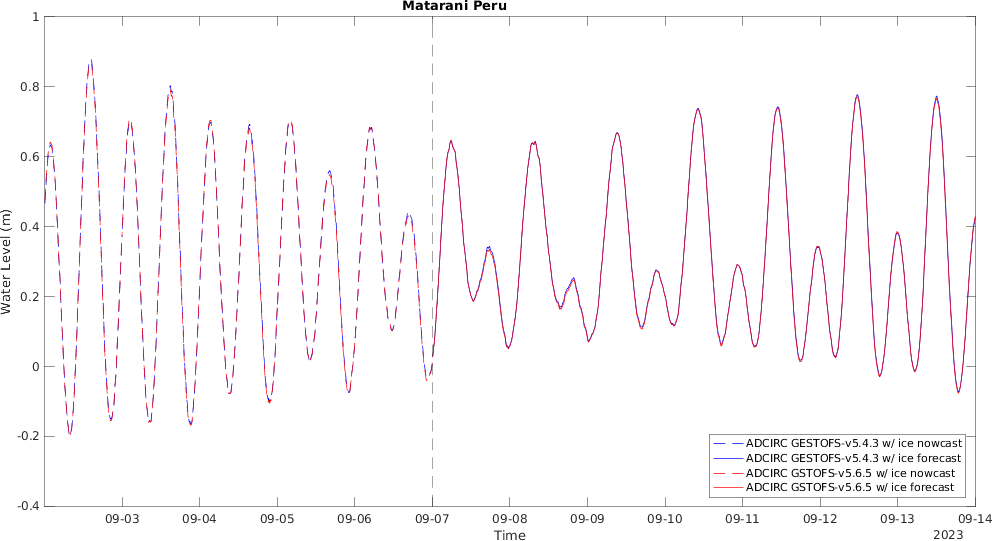 Matarani Peru
1
0.8
0.6
0.4
0.2
0
-0.2
-0.4
Water Level (m)
ADCIRC GESTOFS-v5.4.3 w/ ice nowcast
ADCIRC GESTOFS-v5.4.3 w/ ice forecast
ADCIRC GSTOFS-v5.6.5 w/ ice nowcast
ADCIRC GSTOFS-v5.6.5 w/ ice forecast
09-03 09-04 09-05 09-06 09-07 09-08 09-09 09-10 09-11 09-12 09-13 09-14
Time
2023